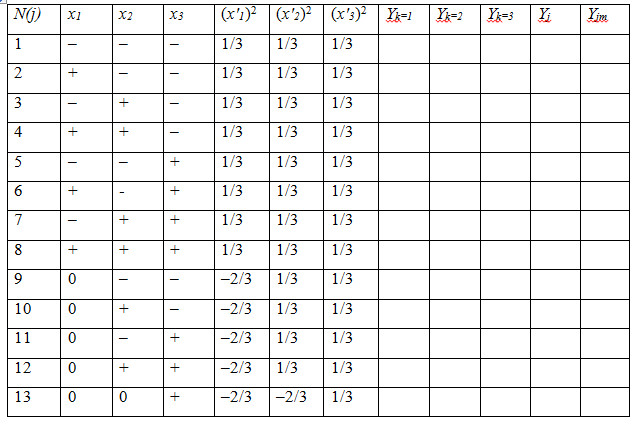 N(j) x1 x2 x3 (x'1)² (x'2)² (x'3)² Yk=1 Yk=2 Yk=3 Yj Yjm
1 – – – 1/3 1/3 1/3
2 + – – 1/3 1/3 1/3
3 – + – 1/3 1/3 1/3
4 + + – 1/3 1/3 1/3
5 – – + 1/3 1/3 1/3
6 + - + 1/3 1/3 1/3
7 – + + 1/3 1/3 1/3
8 + + + 1/3 1/3 1/3
9 0 – – –2/3 1/3 1/3
10 0 + – –2/3 1/3 1/3
11 0 – + –2/3 1/3 1/3
12 0 + + –2/3 1/3 1/3
13 0 0 + –2/3 –2/3 1/3